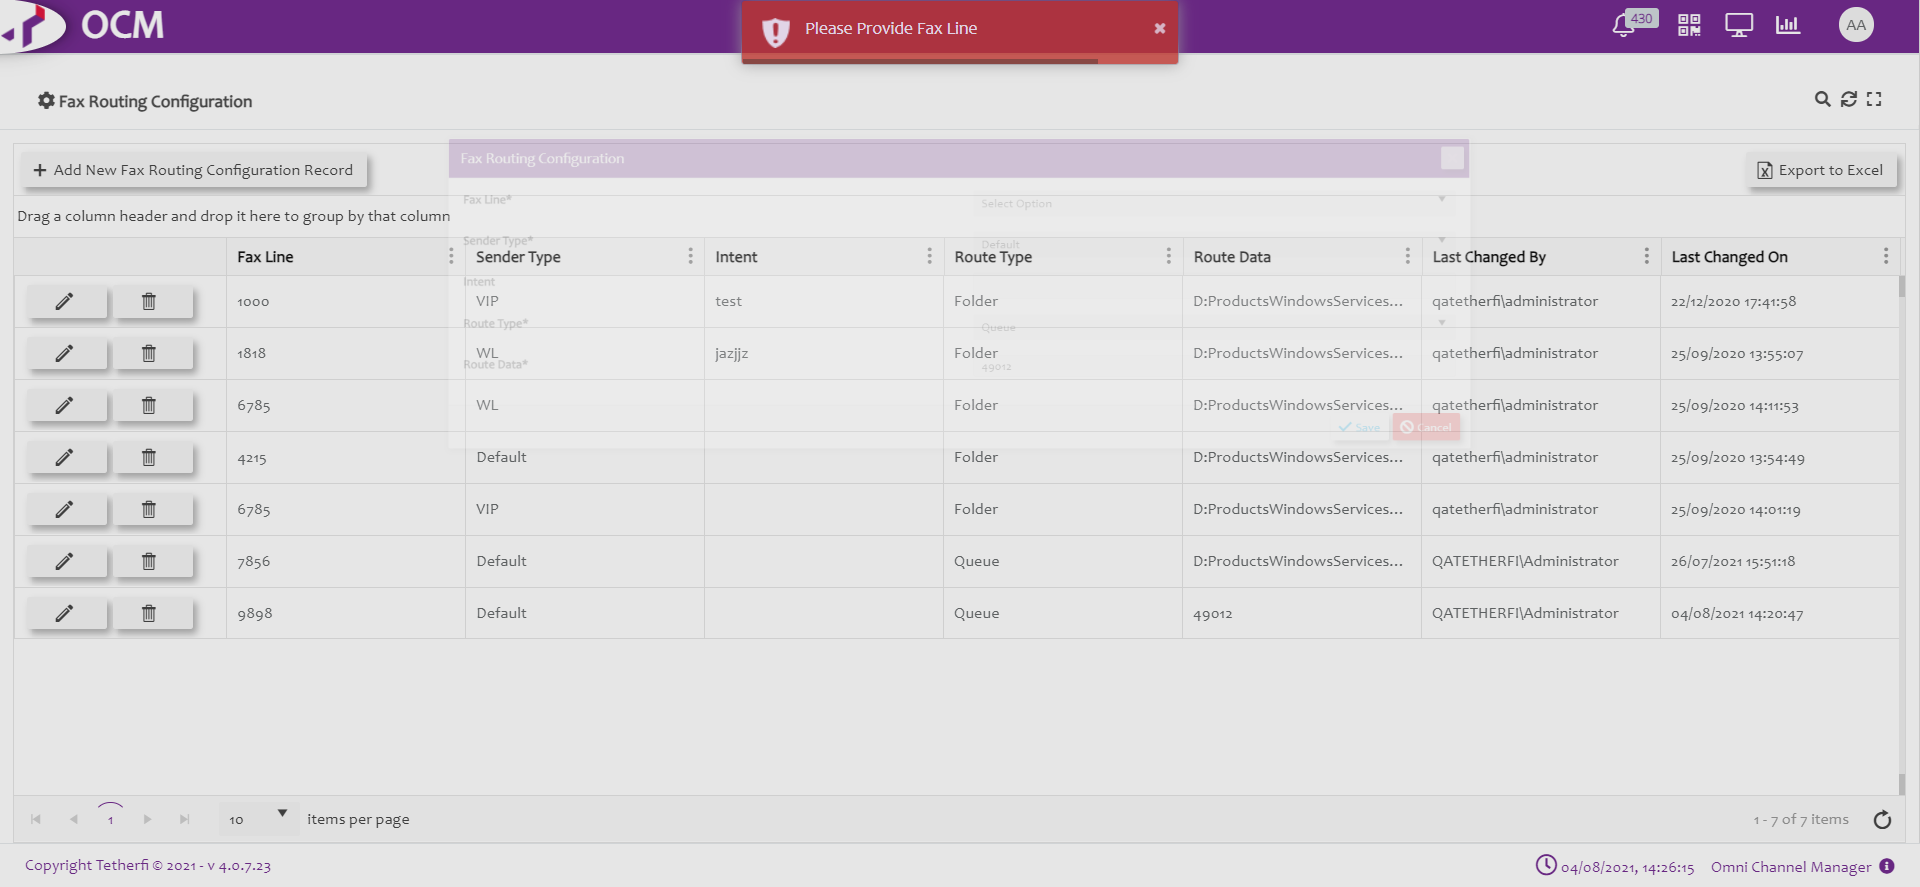 OCM
Please Provide Fax Line
430
AA
Fax Routing Configuration
Add New Fax Routing Configuration Record
Export to Excel
Drag a column header and drop it here to group by that column
Fax Routing Configuration
Fax Line*
Select Option
Sender Type*
Default
Intent
Route Type*
Queue
Route Data*
49012
Save
Cancel
Fax Line Sender Type Intent Route Type Route Data Last Changed By Last Changed On
1000 VIP test Folder D:ProductsWindowsServices... qatetherfi\administrator 22/12/2020 17:41:58
1818 WL jazjjz Folder D:ProductsWindowsServices... qatetherfi\administrator 25/09/2020 13:55:07
6785 WL Folder D:ProductsWindowsServices... qatetherfi\administrator 25/09/2020 14:11:53
4215 Default Folder D:ProductsWindowsServices... qatetherfi\administrator 25/09/2020 13:54:49
6785 VIP Folder D:ProductsWindowsServices... qatetherfi\administrator 25/09/2020 14:01:19
7856 Default Queue D:ProductsWindowsServices... QATETHERFI\Administrator 26/07/2021 15:51:18
9898 Default Queue 49012 QATETHERFI\Administrator 04/08/2021 14:20:47
1 10 items per page 1 - 7 of 7 items
Copyright Tetherfi © 2021 - v 4.0.7.23 04/08/2021, 14:26:15 Omni Channel Manager